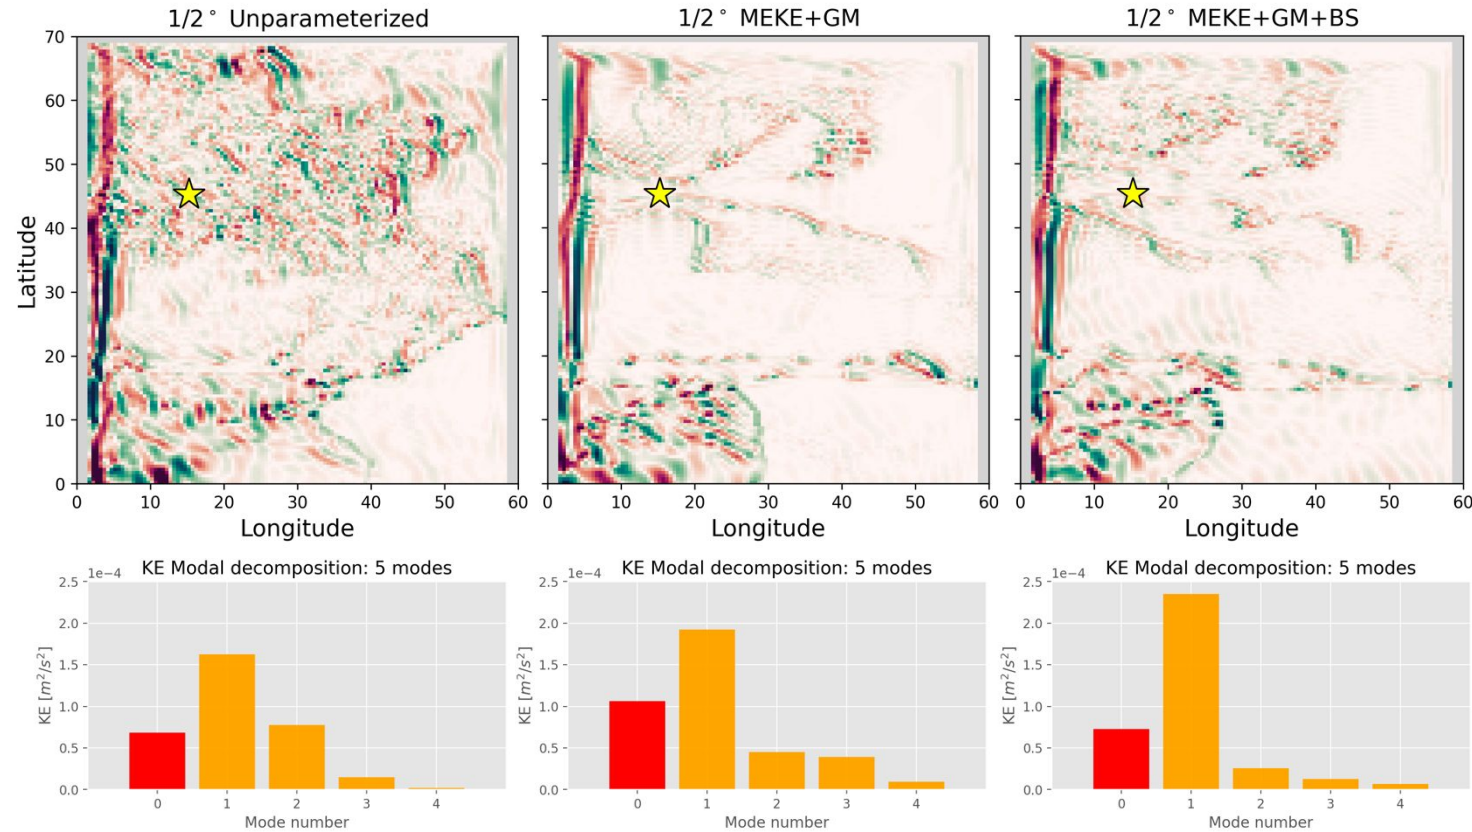 1/2° Unparameterized
1/2° MEKE+GM
1/2° MEKE+GM+BS
Latitude
70
60
50
40
30
20
10
0
0 10 20 30 40 50 60
0 10 20 30 40 50 60
0 10 20 30 40 50 60
Longitude
Longitude
Longitude
KE Modal decomposition: 5 modes
1e−4
KE [m²/s²]
2.5
2.0
1.5
1.0
0.5
0.0
0 1 2 3 4
Mode number
KE Modal decomposition: 5 modes
1e−4
KE [m²/s²]
2.5
2.0
1.5
1.0
0.5
0.0
0 1 2 3 4
Mode number
KE Modal decomposition: 5 modes
1e−4
KE [m²/s²]
2.5
2.0
1.5
1.0
0.5
0.0
0 1 2 3 4
Mode number